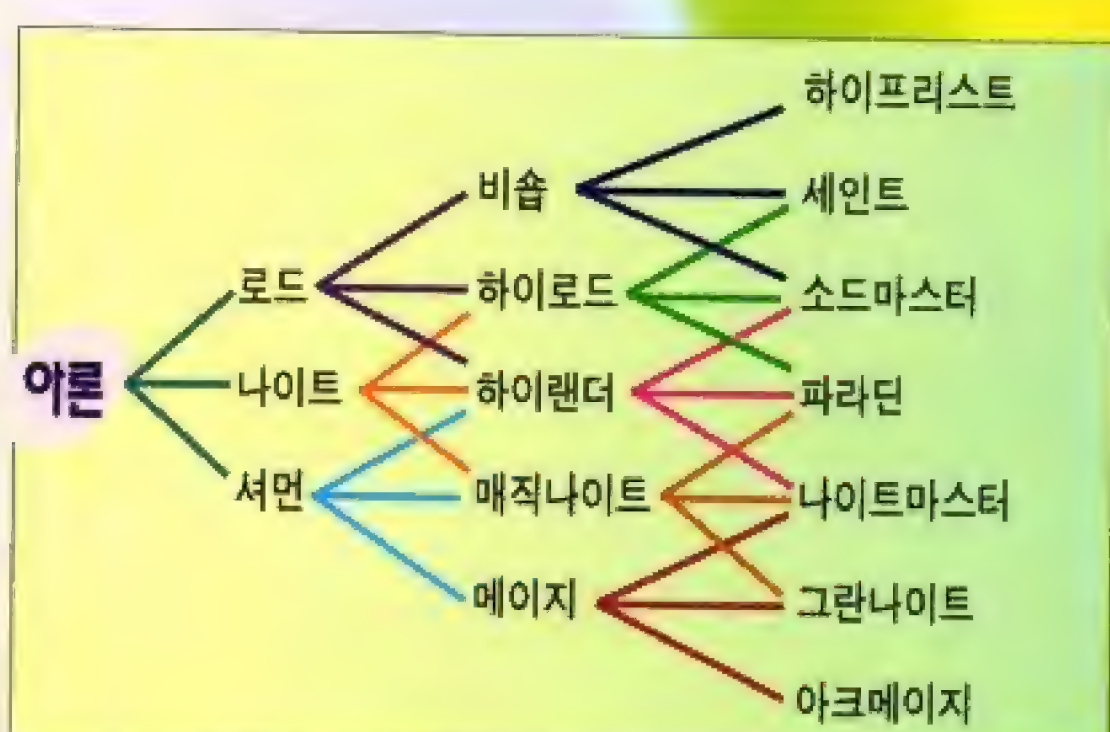 하이프리스트
비숍
세인트
로드
하이로드
소드마스터
아론
나이트
하이랜더
파라딘
셔먼
매직나이트
나이트마스터
메이지
그란나이트
아크메이지